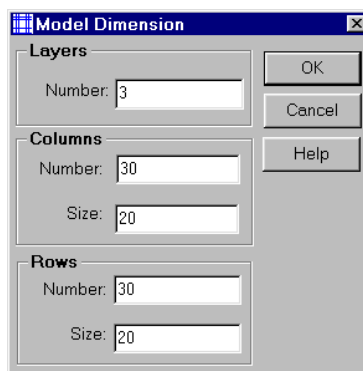 Model Dimension
Layers
Number: 3
OK
Cancel
Help
Columns
Number: 30
Size: 20
Rows
Number: 30
Size: 20